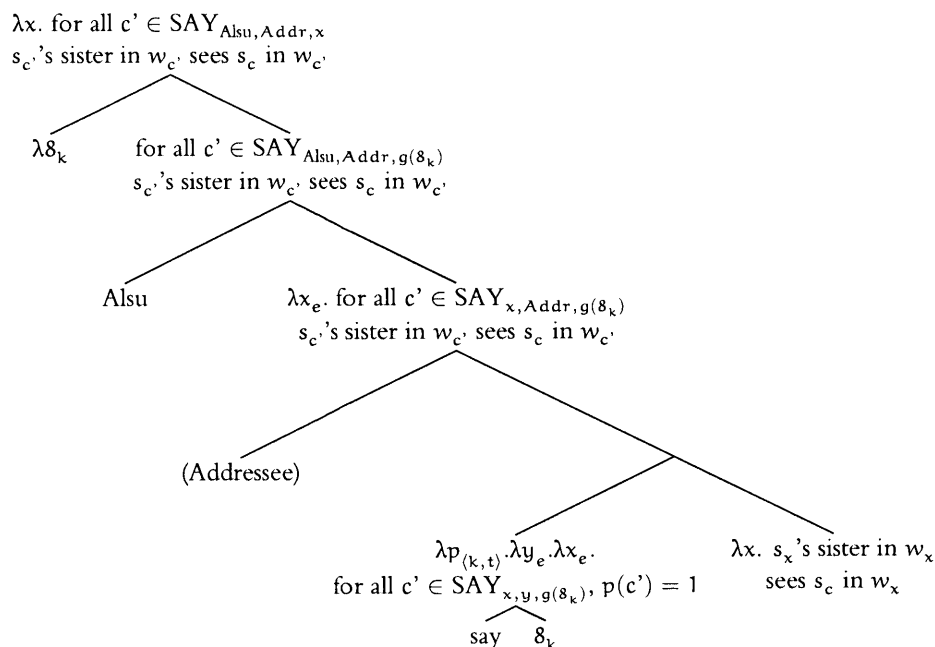 λx. for all c' ∈ SAY_{Alsu,Addr,x}
s_{c'}'s sister in w_{c'} sees s_c in w_{c'}
λ8_k
for all c' ∈ SAY_{Alsu,Addr,g(8_k)}
s_{c'}'s sister in w_{c'} sees s_c in w_{c'}
Alsu
λx_e. for all c' ∈ SAY_{x,Addr,g(8_k)}
s_{c'}'s sister in w_{c'} sees s_c in w_{c'}
(Addressee)
λp_{⟨k,t⟩}.λy_e.λx_e.
for all c' ∈ SAY_{x,y,g(8_k)}, p(c') = 1
λx. s_x's sister in w_x
sees s_c in w_x
say 8_k